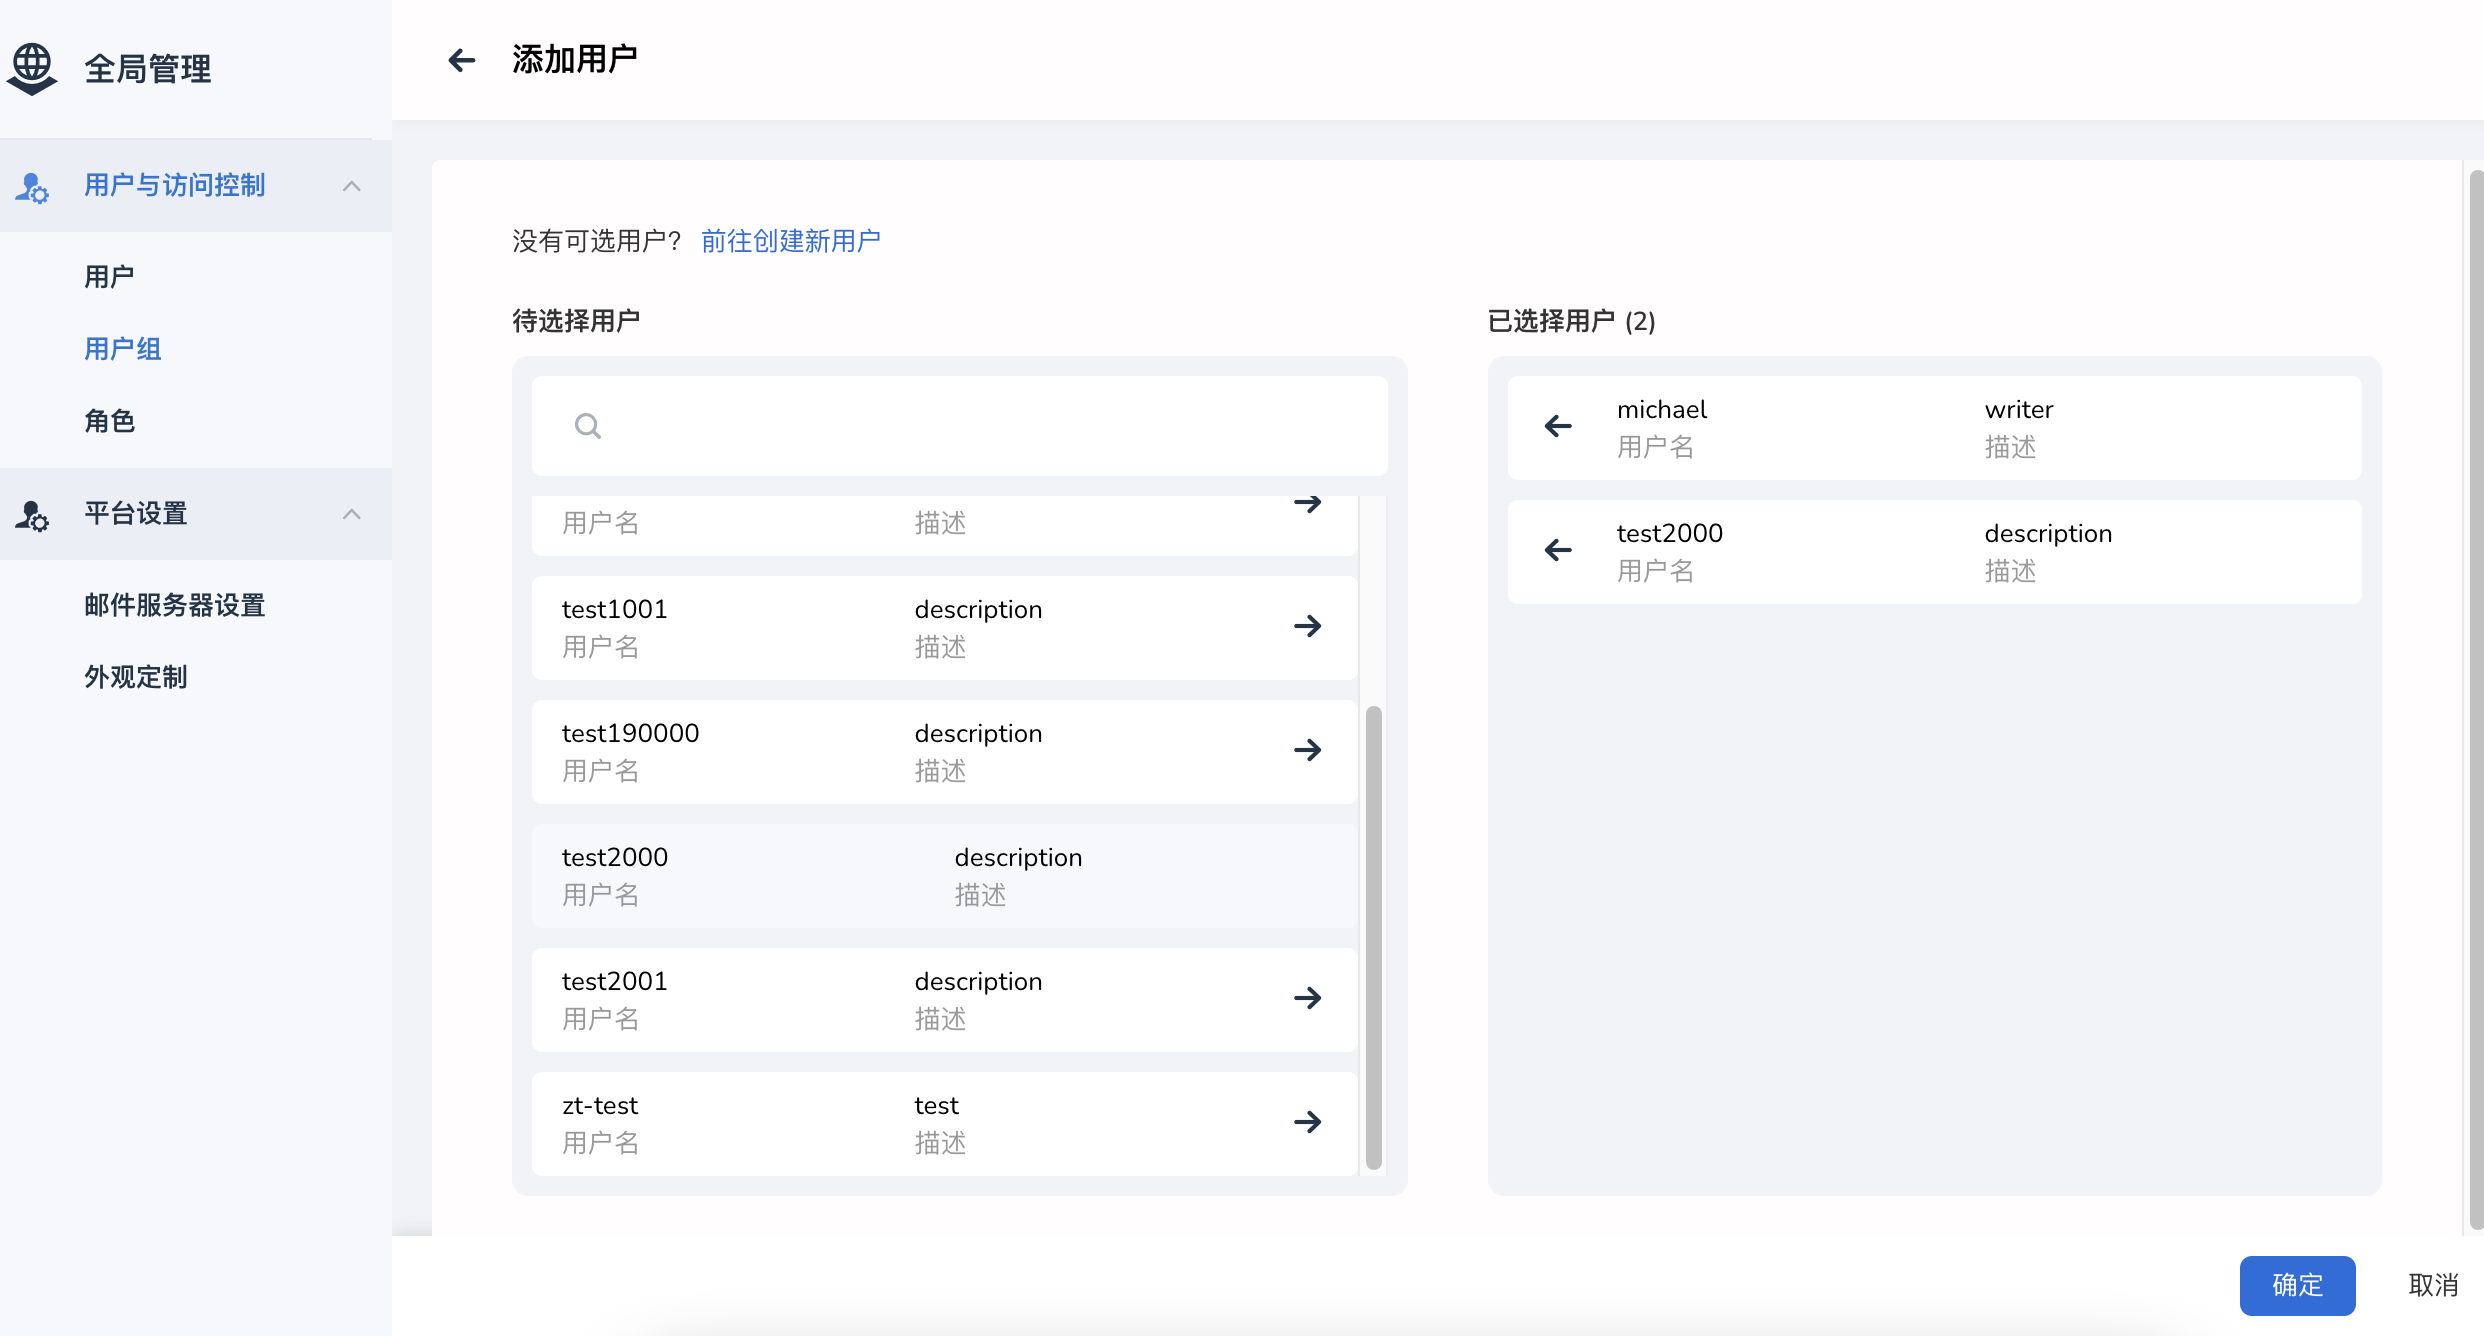 全局管理
用户与访问控制
用户
用户组
角色
平台设置
邮件服务器设置
外观定制
添加用户
没有可选用户? 前往创建新用户
待选择用户
用户名 描述
test1001 description
用户名 描述
test190000 description
用户名 描述
test2000 description
用户名 描述
test2001 description
用户名 描述
zt-test test
用户名 描述
已选择用户 (2)
michael writer
用户名 描述
test2000 description
用户名 描述
确定 取消